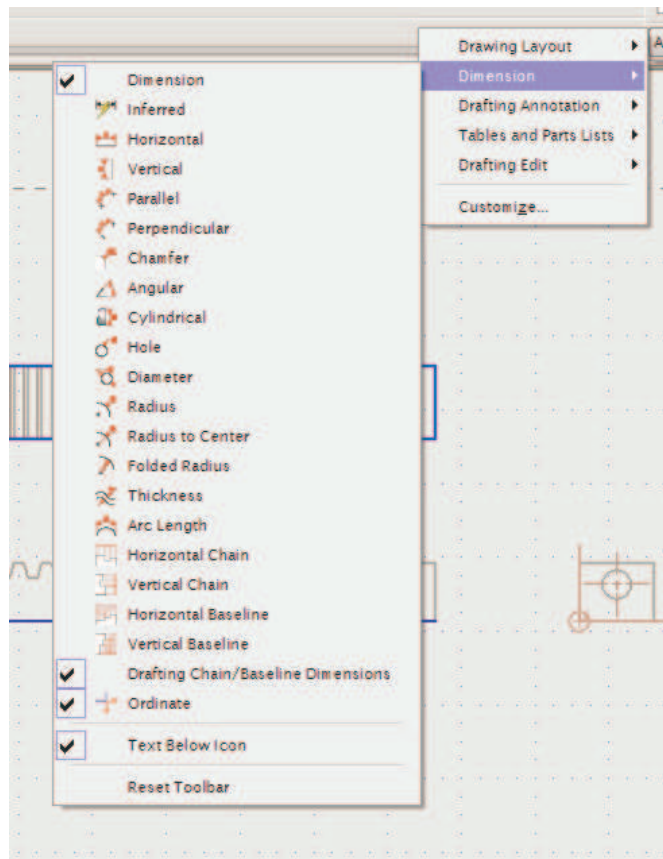 Drawing Layout
Dimension
Drafting Annotation
Tables and Parts Lists
Drafting Edit
Customize...
Dimension
Inferred
Horizontal
Vertical
Parallel
Perpendicular
Chamfer
Angular
Cylindrical
Hole
Diameter
Radius
Radius to Center
Folded Radius
Thickness
Arc Length
Horizontal Chain
Vertical Chain
Horizontal Baseline
Vertical Baseline
Drafting Chain/Baseline Dimensions
Ordinate
Text Below Icon
Reset Toolbar